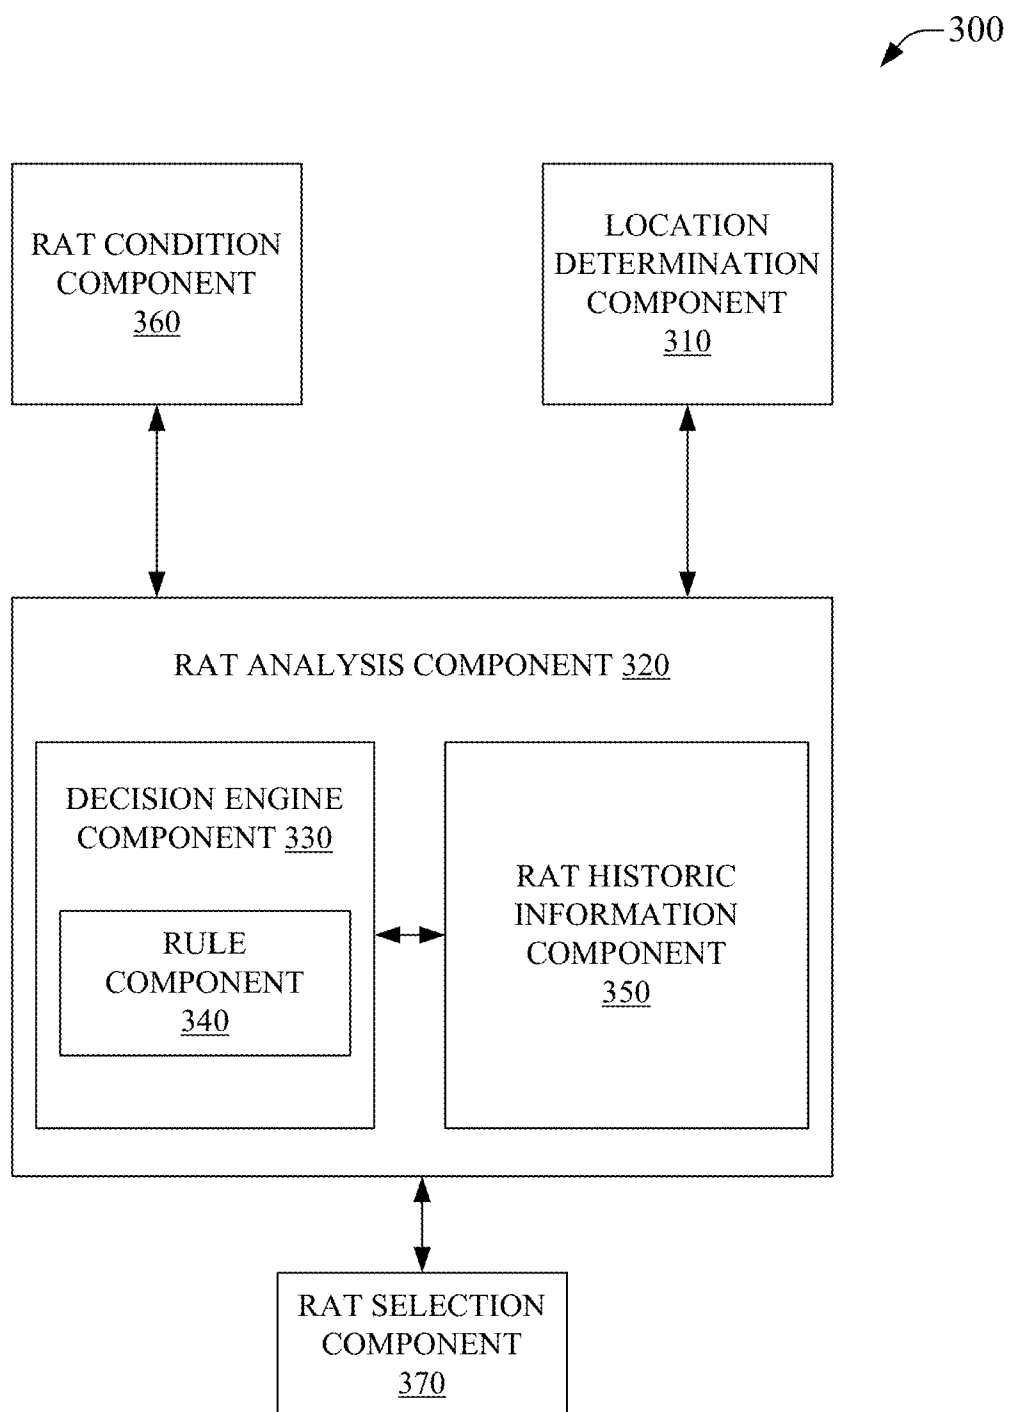 300
RAT CONDITION
COMPONENT
360
LOCATION
DETERMINATION
COMPONENT
310
RAT ANALYSIS COMPONENT 320
DECISION ENGINE
COMPONENT 330
RULE
COMPONENT
340
RAT HISTORIC
INFORMATION
COMPONENT
350
RAT SELECTION
COMPONENT
370